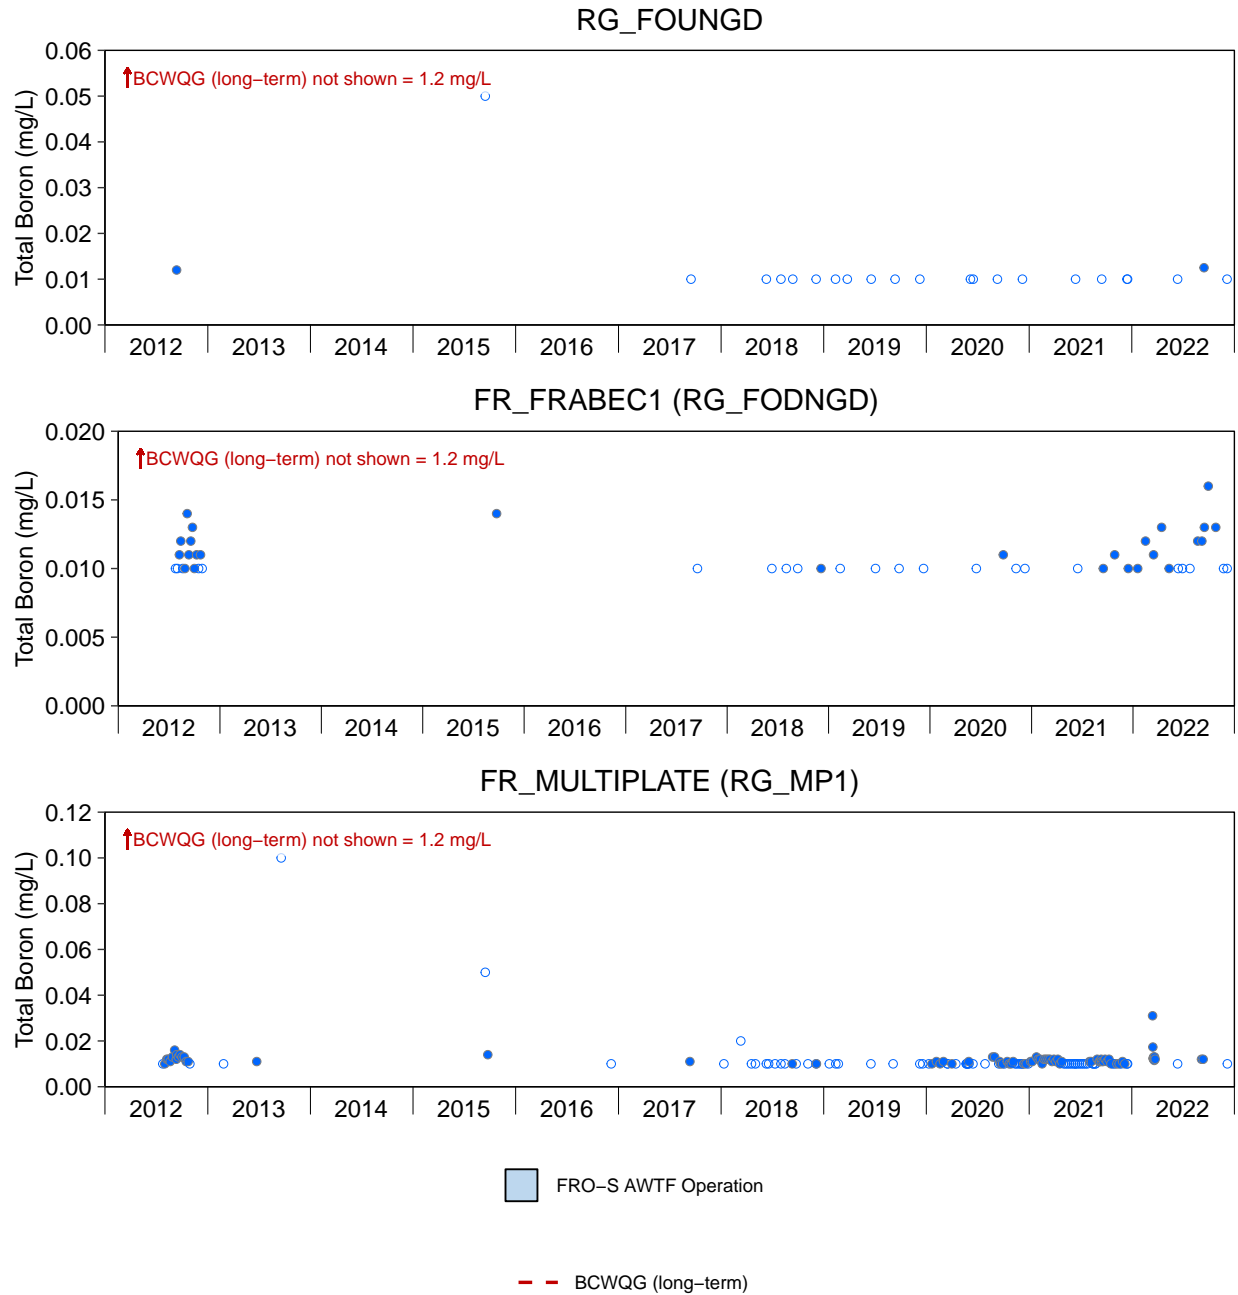 RG_FOUNGD
Total Boron (mg/L)
0.06
0.05
0.04
0.03
0.02
0.01
0.00
↑BCWQG (long−term) not shown = 1.2 mg/L
2012 2013 2014 2015 2016 2017 2018 2019 2020 2021 2022
FR_FRABEC1 (RG_FODNGD)
Total Boron (mg/L)
0.020
0.015
0.010
0.005
0.000
↑BCWQG (long−term) not shown = 1.2 mg/L
2012 2013 2014 2015 2016 2017 2018 2019 2020 2021 2022
FR_MULTIPLATE (RG_MP1)
Total Boron (mg/L)
0.12
0.10
0.08
0.06
0.04
0.02
0.00
↑BCWQG (long−term) not shown = 1.2 mg/L
2012 2013 2014 2015 2016 2017 2018 2019 2020 2021 2022
FRO−S AWTF Operation
BCWQG (long−term)